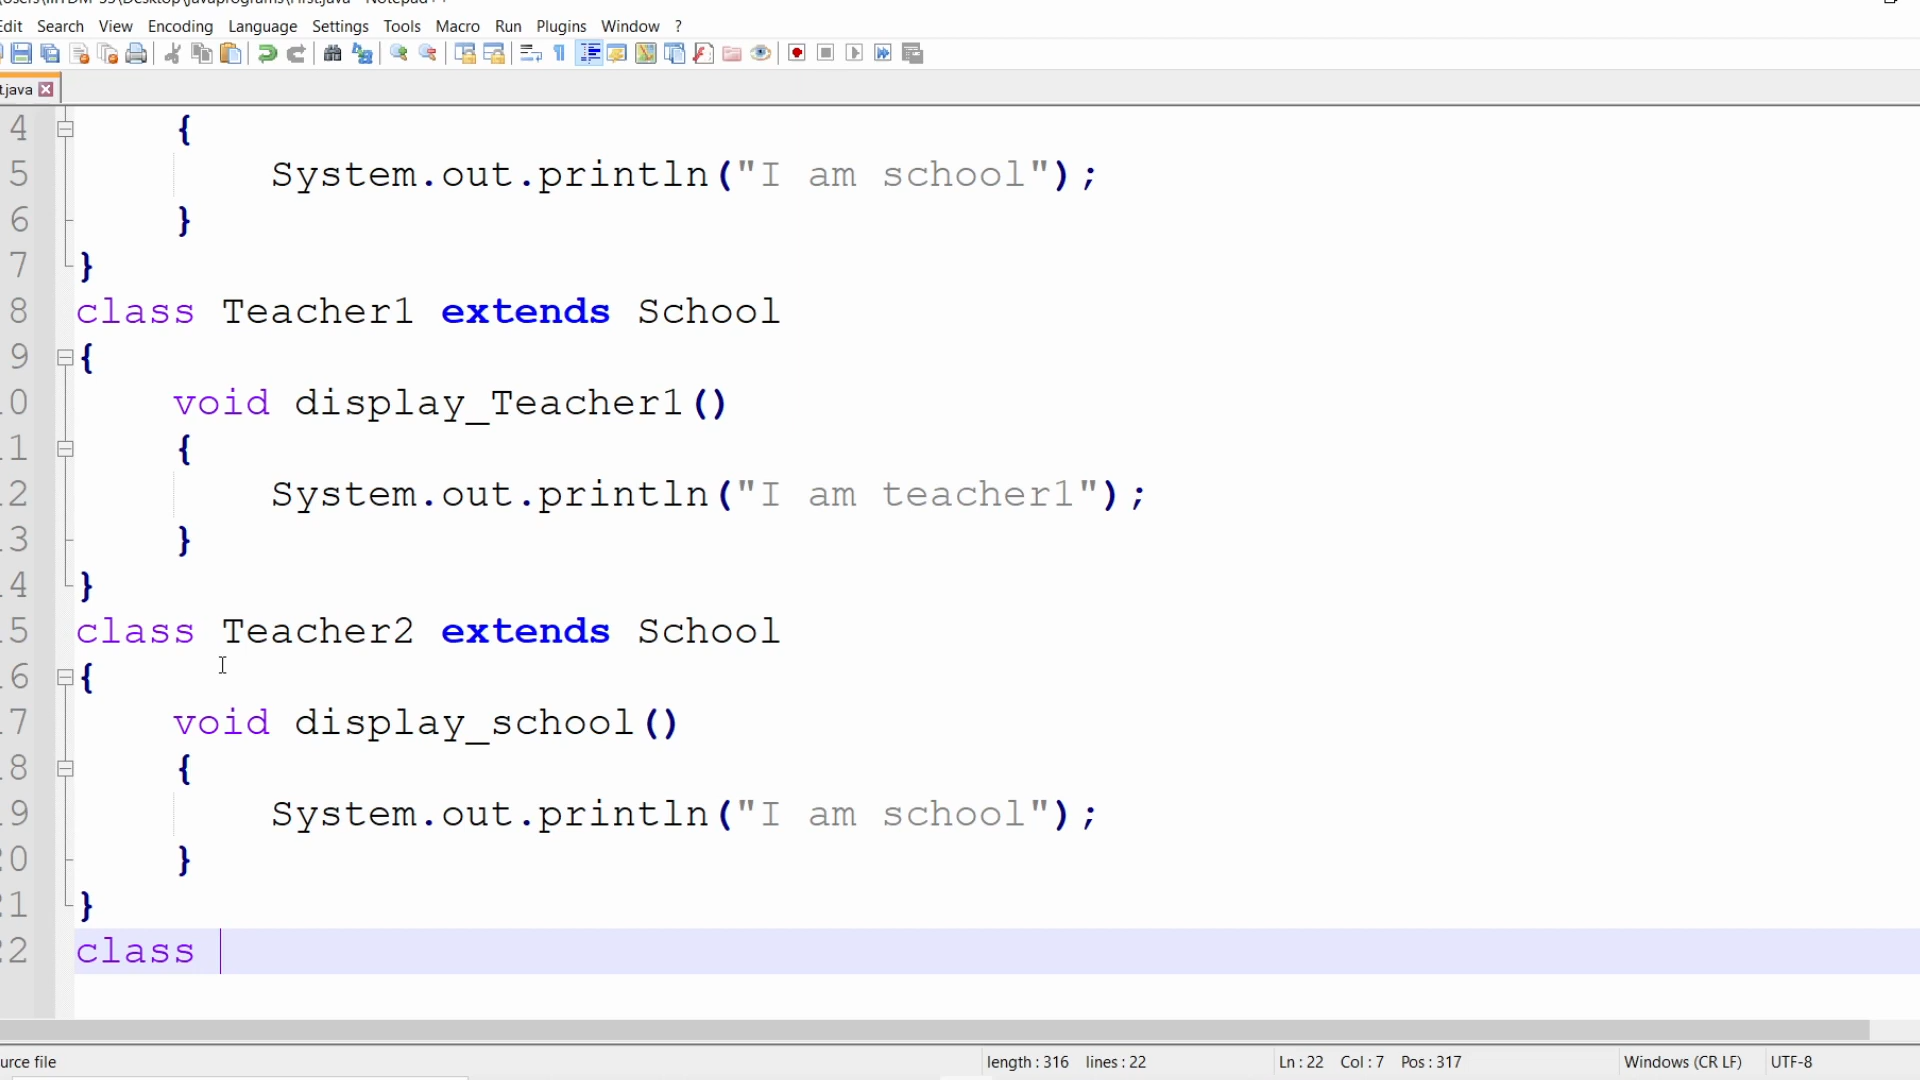 Edit Search View Encoding Language Settings Tools Macro Run Plugins Window ?
t.java
4 {
5 System.out.println("I am school");
6 }
7 }
8 class Teacher1 extends School
9 {
0 void display_Teacher1()
1 {
2 System.out.println("I am teacher1");
3 }
4 }
5 class Teacher2 extends School
6 {
7 void display_school()
8 {
9 System.out.println("I am school");
20 }
21 }
22 class
urce file length : 316 lines : 22 Ln : 22 Col : 7 Pos : 317 Windows (CR LF) UTF-8